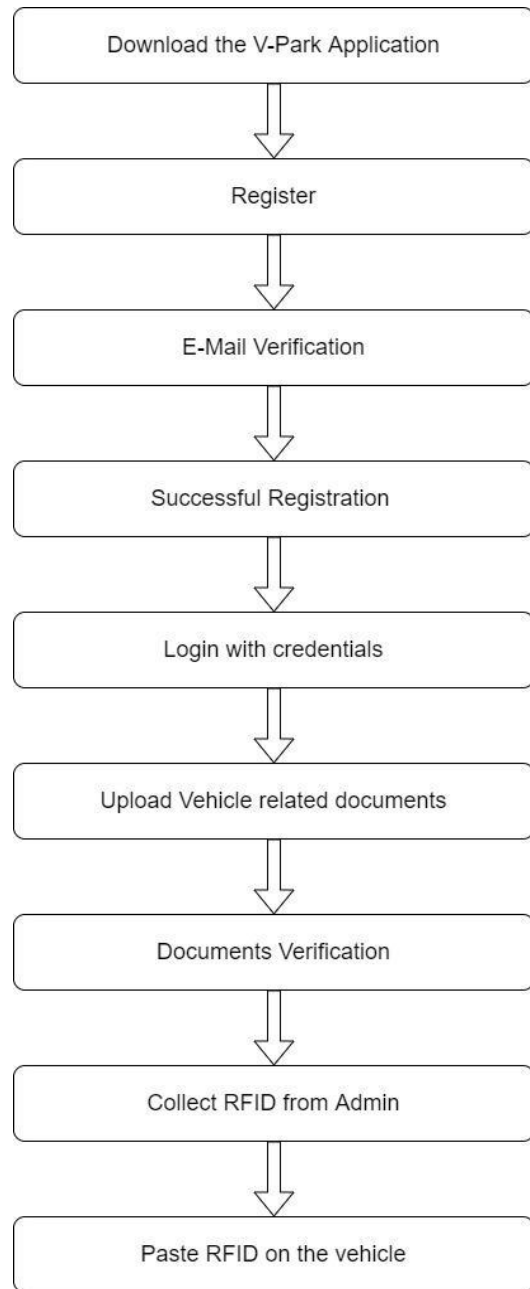 Download the V-Park Application
Register
E-Mail Verification
Successful Registration
Login with credentials
Upload Vehicle related documents
Documents Verification
Collect RFID from Admin
Paste RFID on the vehicle